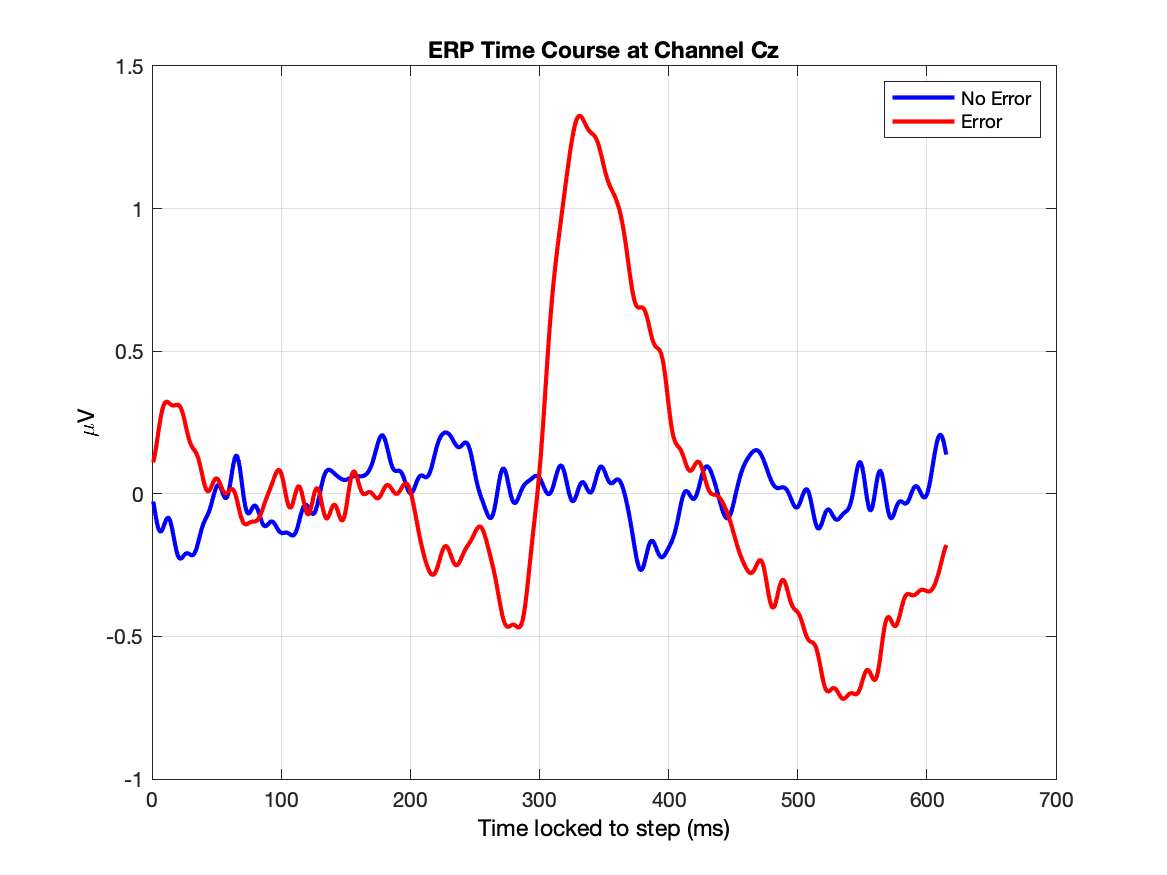 ERP Time Course at Channel Cz
1.5
1
0.5
0
-0.5
-1
μV
No Error
Error
0 100 200 300 400 500 600 700
Time locked to step (ms)